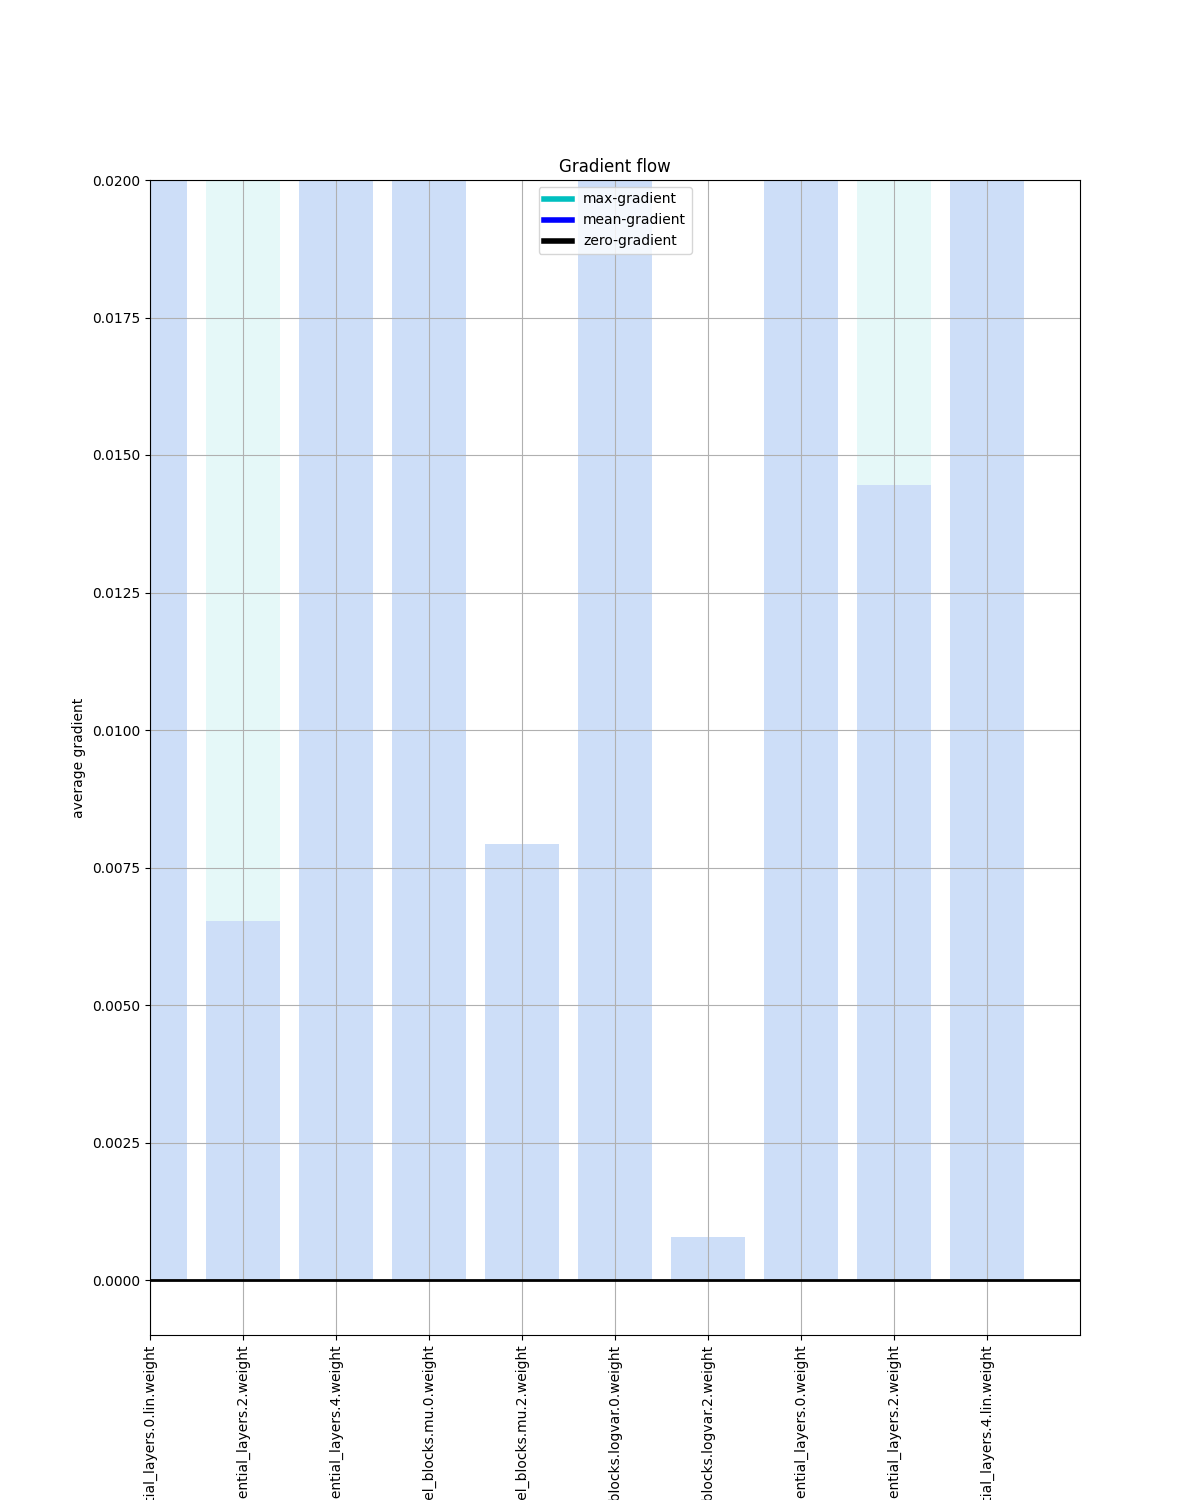 Gradient flow
max-gradient
mean-gradient
zero-gradient
0.0200
0.0175
0.0150
0.0125
0.0100
0.0075
0.0050
0.0025
0.0000
average gradient
tial_layers.0.lin.weight
ential_layers.2.weight
ential_layers.4.weight
el_blocks.mu.0.weight
el_blocks.mu.2.weight
blocks.logvar.0.weight
blocks.logvar.2.weight
ential_layers.0.weight
ential_layers.2.weight
tial_layers.4.lin.weight